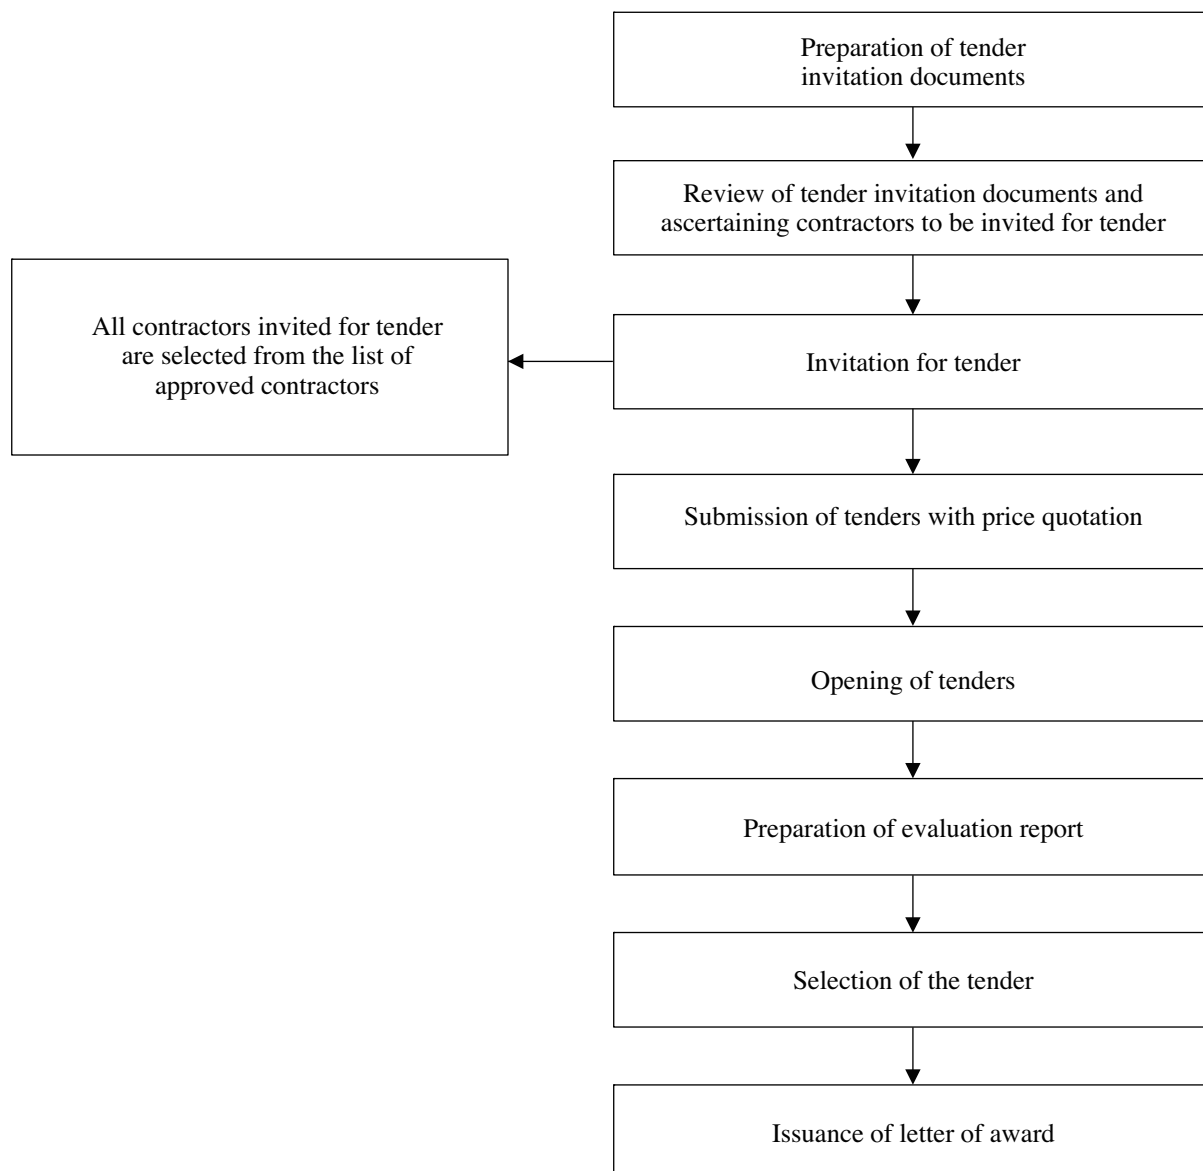 Preparation of tender
invitation documents
Review of tender invitation documents and
ascertaining contractors to be invited for tender
All contractors invited for tender
are selected from the list of
approved contractors
Invitation for tender
Submission of tenders with price quotation
Opening of tenders
Preparation of evaluation report
Selection of the tender
Issuance of letter of award